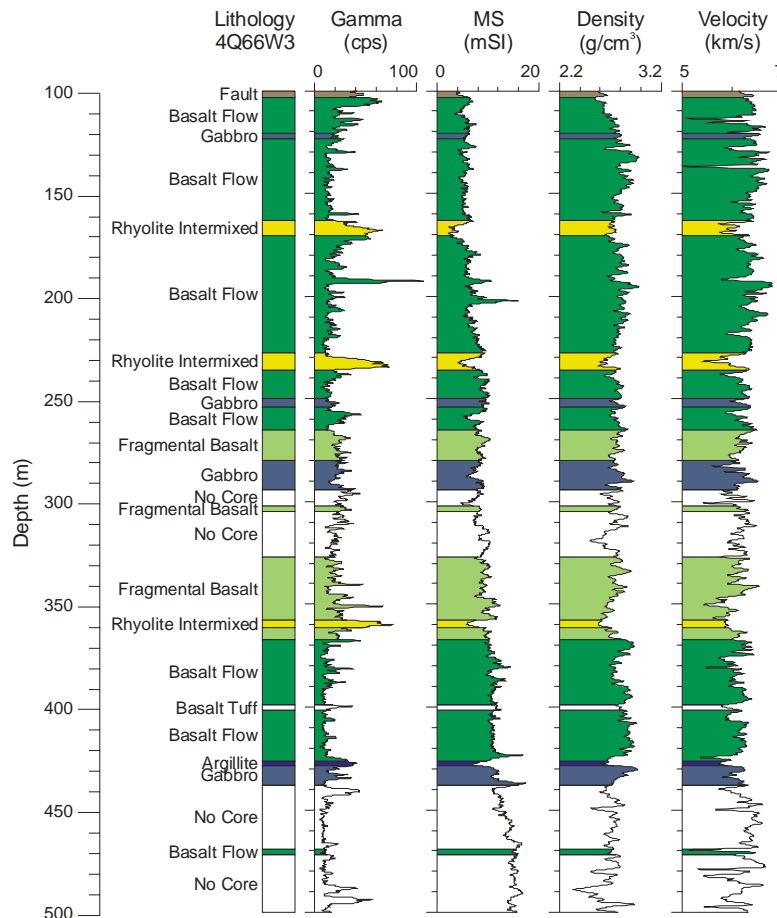 Lithology Gamma MS Density Velocity
4Q66W3 (cps) (mSI) (g/cm³) (km/s)
0 100 0 20 2.2 3.2 5
100
Fault
Basalt Flow
Gabbro
150
Basalt Flow
Rhyolite Intermixed
200
Basalt Flow
Rhyolite Intermixed
Basalt Flow
250
Gabbro
Basalt Flow
Fragmental Basalt
Gabbro
300
No Core
Fragmental Basalt
No Core
Fragmental Basalt
350
Rhyolite Intermixed
Basalt Flow
400
Basalt Tuff
Basalt Flow
Argillite
Gabbro
450
No Core
Basalt Flow
No Core
500
Depth (m)